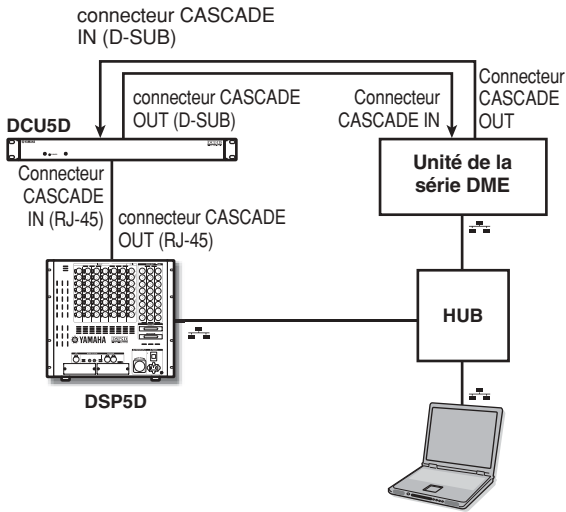 connecteur CASCADE
IN (D-SUB)
connecteur CASCADE
OUT (D-SUB)
Connecteur
CASCADE IN
Connecteur
CASCADE
OUT
DCU5D
Unité de la
série DME
Connecteur
CASCADE
IN (RJ-45)
connecteur CASCADE
OUT (RJ-45)
HUB
YAMAHA
DSP5D